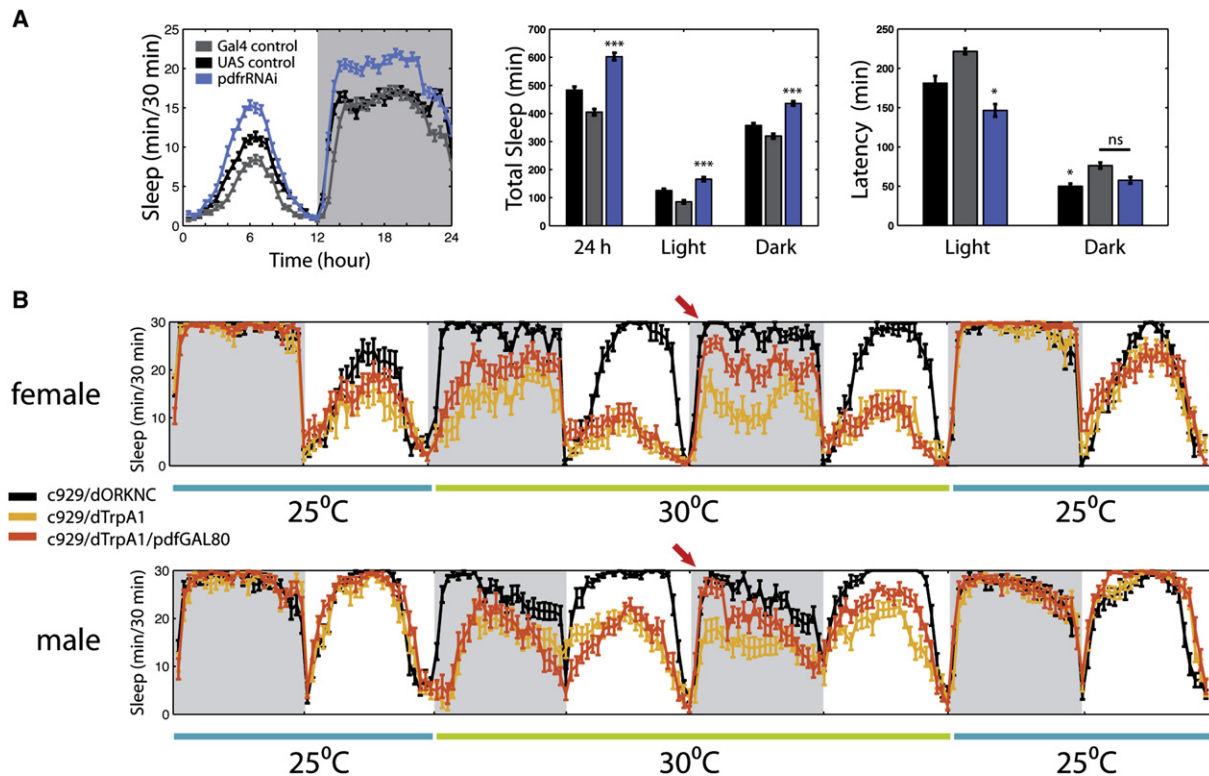 A
Sleep (min/30 min)
25
20
15
10
5
0
Gal4 control
UAS control
pdfrRNAi
0 6 12 18 24
Time (hour)
Total Sleep (min)
700
600
500
400
300
200
100
0
***
***
***
24 h Light Dark
Latency (min)
250
200
150
100
50
0
*
*
ns
Light Dark
B
female
Sleep (min/30 min)
30
20
10
0
25⁰C 30⁰C 25⁰C
c929/dORKNC
c929/dTrpA1
c929/dTrpA1/pdfGAL80
male
Sleep (min/30 min)
30
20
10
0
25⁰C 30⁰C 25⁰C